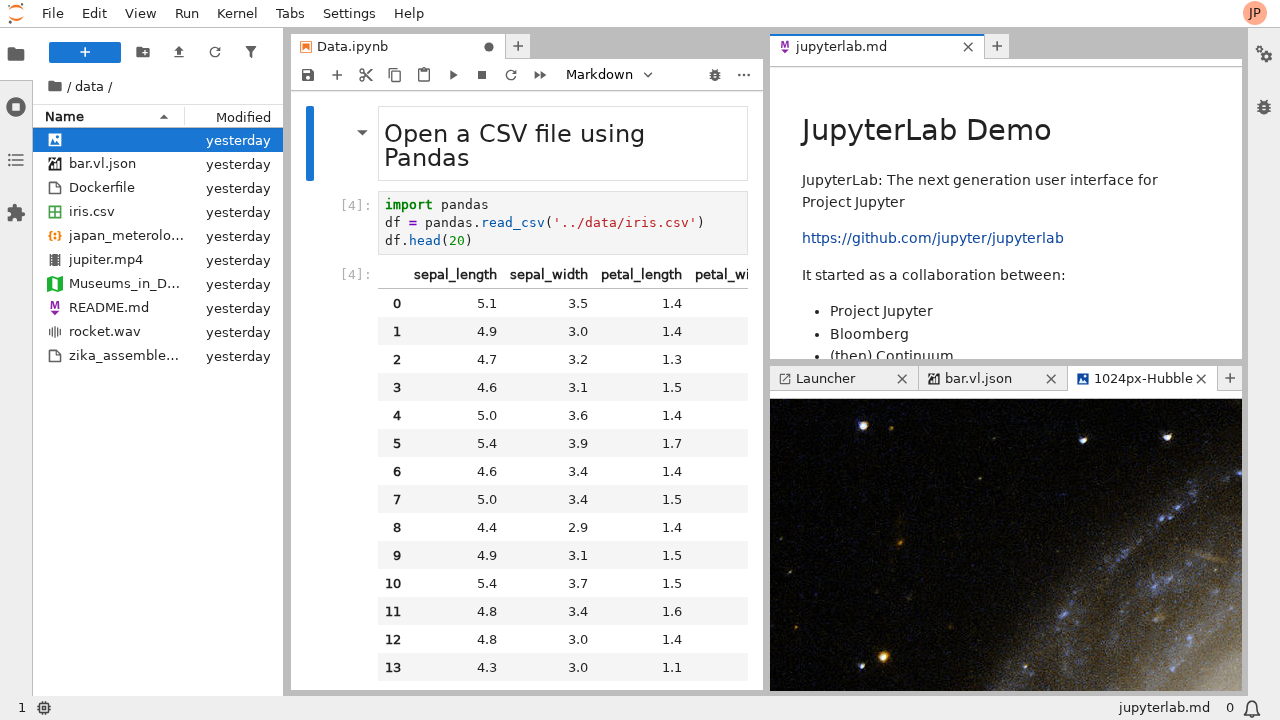 File Edit View Run Kernel Tabs Settings Help
JP
/ data /
Name Modified
yesterday
bar.vl.json yesterday
Dockerfile yesterday
iris.csv yesterday
japan_meterolo... yesterday
jupiter.mp4 yesterday
Museums_in_D... yesterday
README.md yesterday
rocket.wav yesterday
zika_assemble... yesterday
Data.ipynb
Markdown
Open a CSV file using
Pandas
[4]:
import pandas
df = pandas.read_csv('../data/iris.csv')
df.head(20)
[4]:
sepal_length sepal_width petal_length petal_wi
0 5.1 3.5 1.4
1 4.9 3.0 1.4
2 4.7 3.2 1.3
3 4.6 3.1 1.5
4 5.0 3.6 1.4
5 5.4 3.9 1.7
6 4.6 3.4 1.4
7 5.0 3.4 1.5
8 4.4 2.9 1.4
9 4.9 3.1 1.5
10 5.4 3.7 1.5
11 4.8 3.4 1.6
12 4.8 3.0 1.4
13 4.3 3.0 1.1
jupyterlab.md
JupyterLab Demo
JupyterLab: The next generation user interface for
Project Jupyter
https://github.com/jupyter/jupyterlab
It started as a collaboration between:
• Project Jupyter
• Bloomberg
• (then) Continuum
Launcher bar.vl.json 1024px-Hubble
1 jupyterlab.md 0